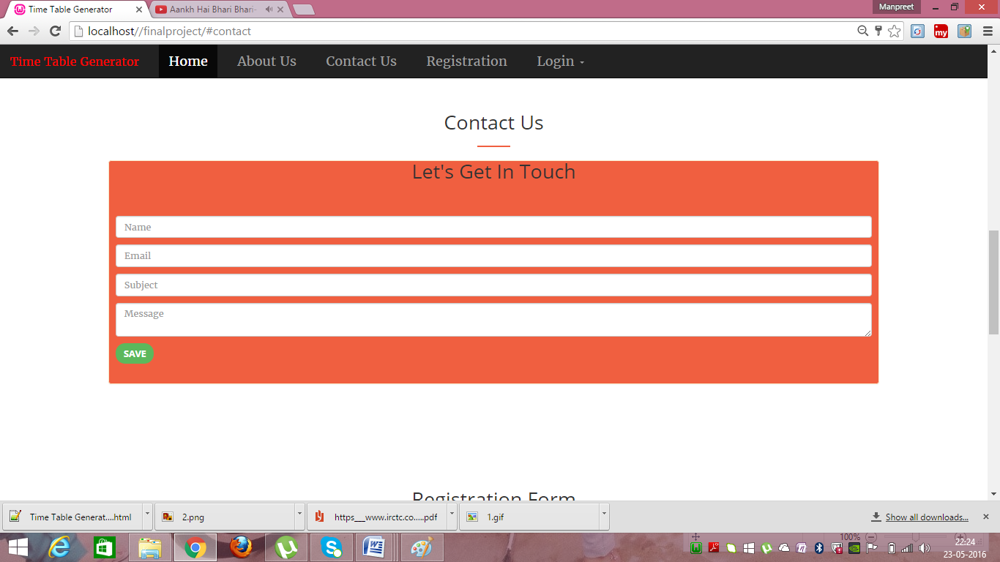 Time Table Generator
Aankh Hai Bhari Bhari-
Manpreet
localhost//finalproject/#contact
my
Time Table Generator
Home
About Us
Contact Us
Registration
Login
Contact Us
Let's Get In Touch
Name
Email
Subject
Message
SAVE
Registration Form
Time Table Generat....html
2.png
https___www.irctc.co.....pdf
1.gif
Show all downloads...
100%
22:24
23-05-2016